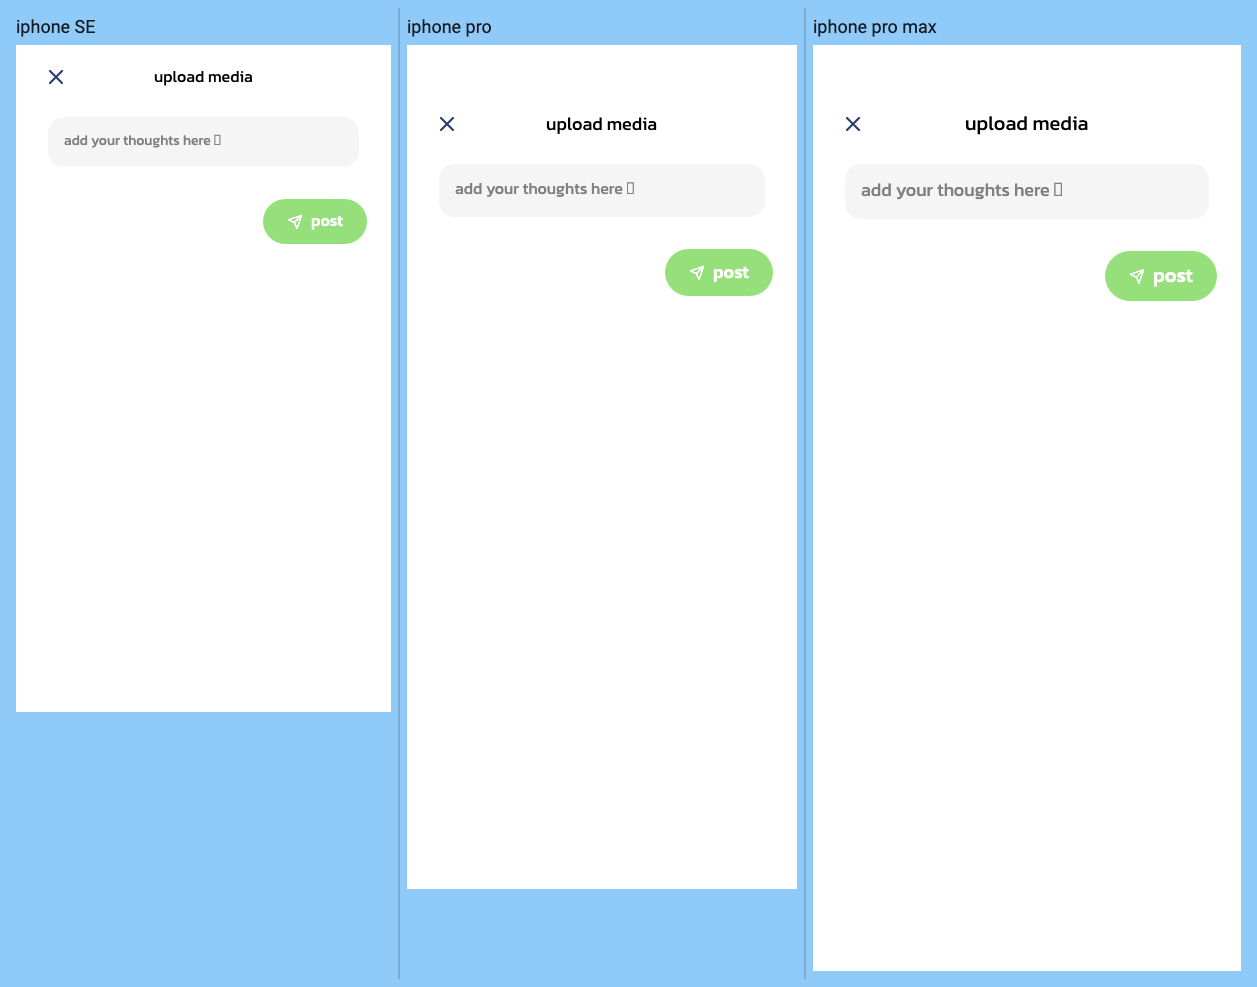 iphone SE
upload media
add your thoughts here
post
iphone pro
upload media
add your thoughts here
post
iphone pro max
upload media
add your thoughts here
post